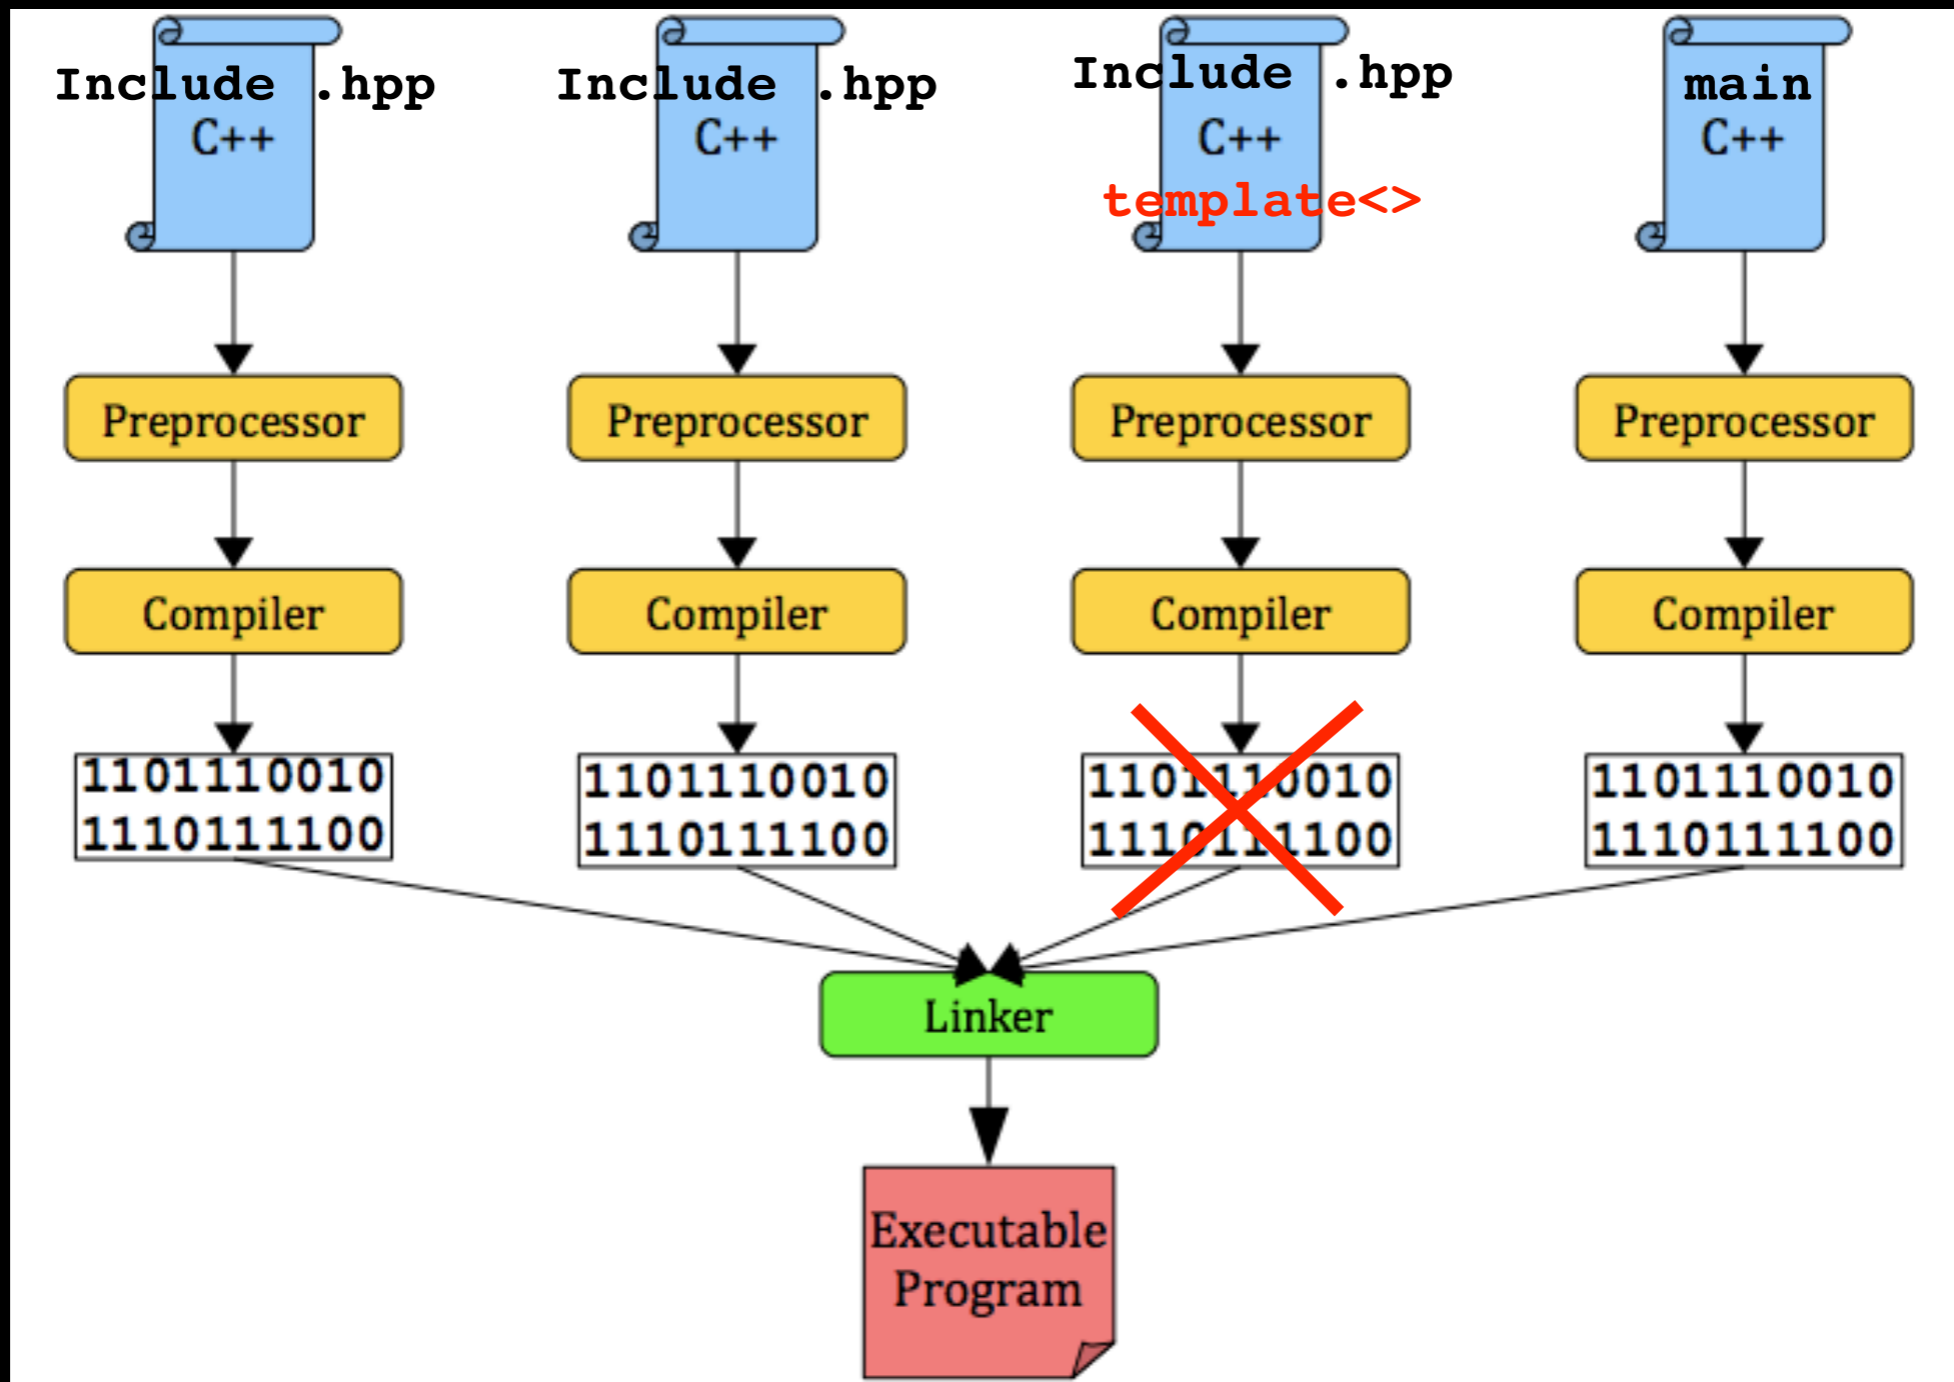 Include .hpp
C++
Include .hpp
C++
Include .hpp
C++
template<>
main
C++
Preprocessor
Preprocessor
Preprocessor
Preprocessor
Compiler
Compiler
Compiler
Compiler
1101110010
1110111100
1101110010
1110111100
1101110010
1110111100
1101110010
1110111100
Linker
Executable
Program